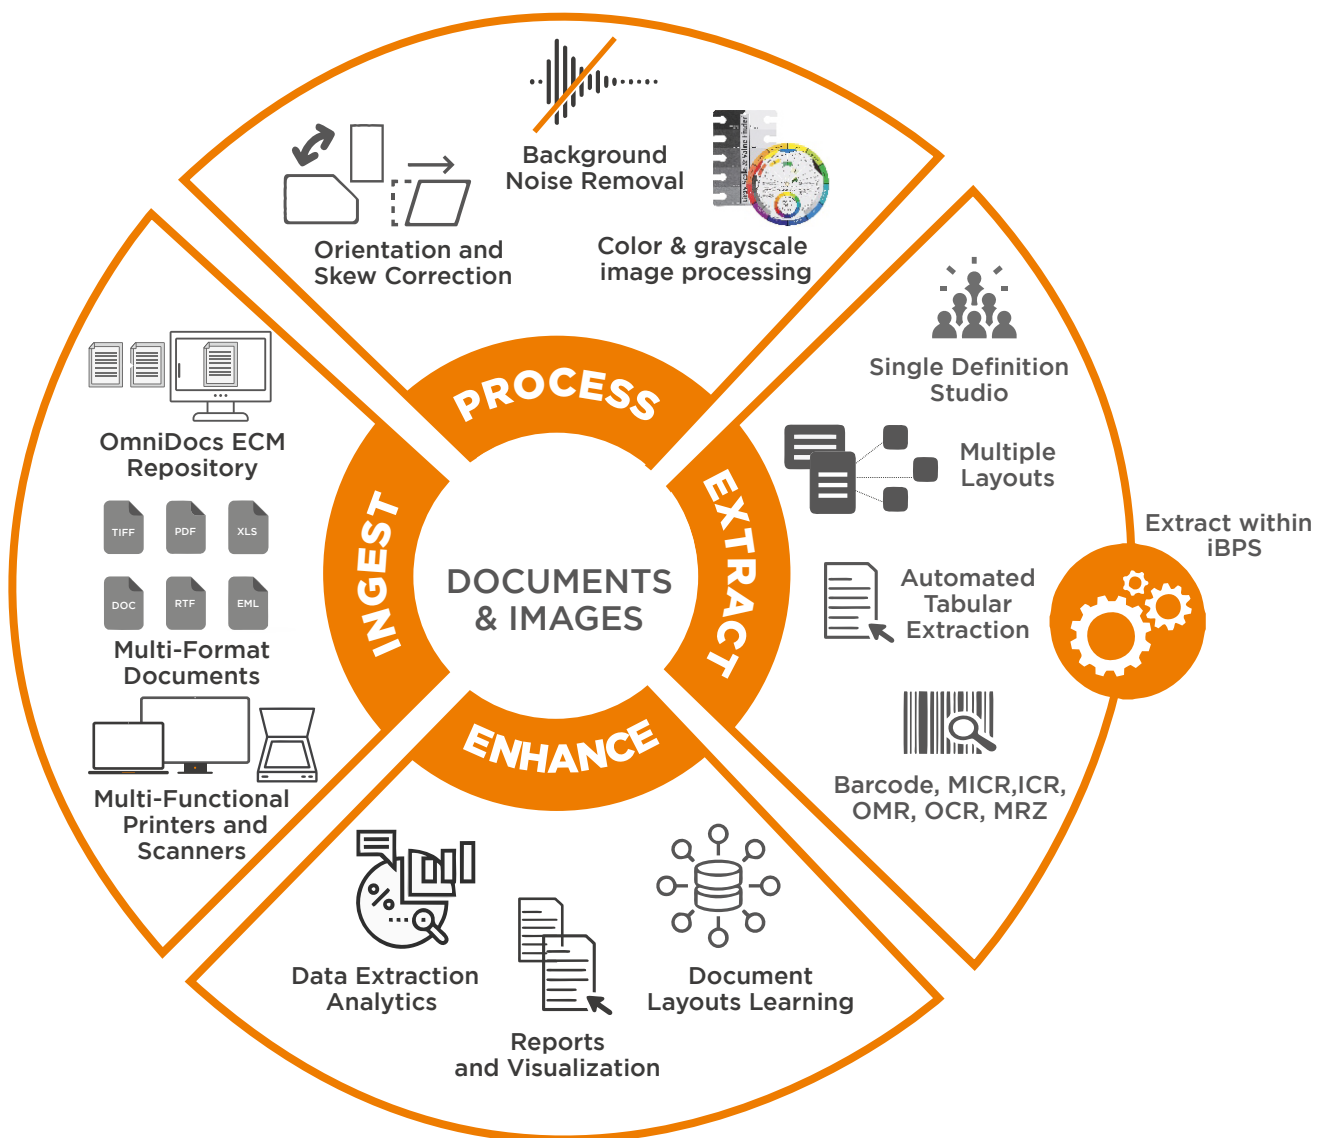 Background
Noise Removal
Orientation and
Skew Correction
Color & grayscale
image processing
PROCESS
OmniDocs ECM
Repository
TIFF
PDF
XLS
DOC
RTF
EML
Multi-Format
Documents
Multi-Functional
Printers and
Scanners
INGEST
DOCUMENTS
& IMAGES
EXTRACT
Single Definition
Studio
Multiple
Layouts
Automated
Tabular
Extraction
Barcode, MICR,ICR,
OMR, OCR, MRZ
Extract within
iBPS
ENHANCE
Data Extraction
Analytics
Reports
and Visualization
Document
Layouts Learning